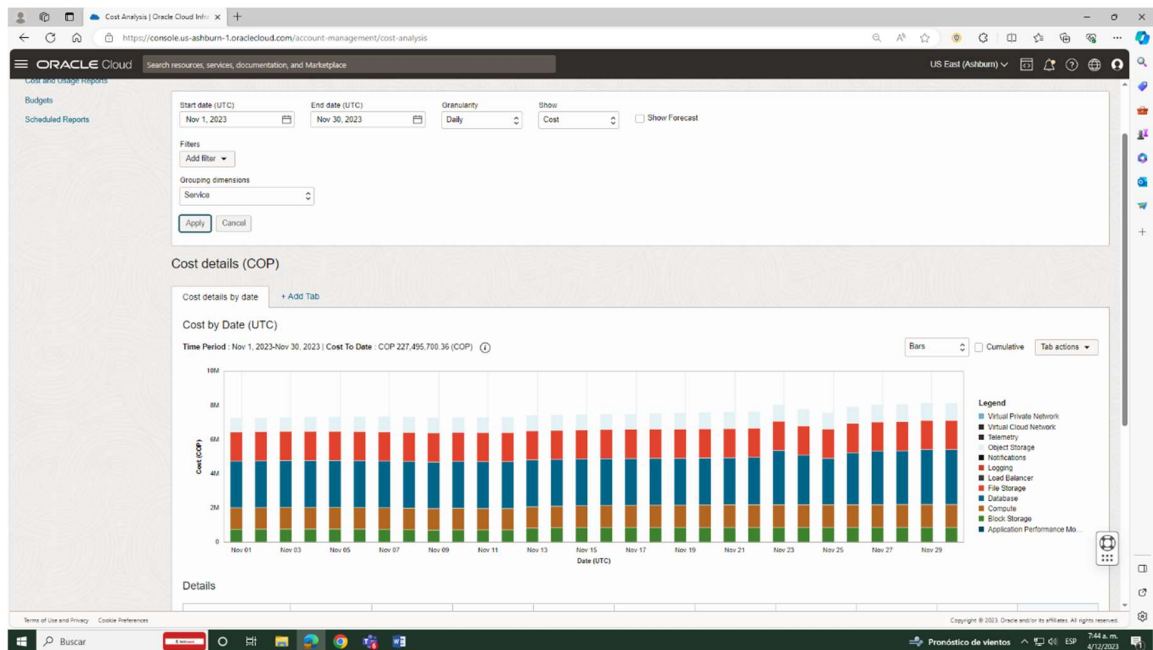 Cost Analysis | Oracle Cloud Infra
https://console.us-ashburn-1.oraclecloud.com/account-management/cost-analysis
ORACLE Cloud
Search resources, services, documentation, and Marketplace
US East (Ashburn)
Cost and Usage Reports
Budgets
Scheduled Reports
Start date (UTC) End date (UTC) Granularity Show
Nov 1, 2023 Nov 30, 2023 Daily Cost Show Forecast
Filters
Add filter
Grouping dimensions
Service
Apply Cancel
Cost details (COP)
Cost details by date + Add Tab
Cost by Date (UTC)
Time Period : Nov 1, 2023-Nov 30, 2023 | Cost To Date : COP 227,495,700.36 (COP)
Bars Cumulative Tab actions
10M
8M
6M
4M
2M
0
Cost (COP)
Nov 01 Nov 03 Nov 05 Nov 07 Nov 09 Nov 11 Nov 13 Nov 15 Nov 17 Nov 19 Nov 21 Nov 23 Nov 25 Nov 27 Nov 29
Date (UTC)
Legend
Virtual Private Network
Virtual Cloud Network
Telemetry
Object Storage
Notifications
Logging
Load Balancer
File Storage
Database
Compute
Block Storage
Application Performance Mo...
Details
Terms of Use and Privacy Cookie Preferences
Copyright © 2023, Oracle and/or its affiliates. All rights reserved.
Buscar
Pronóstico de vientos
ESP
7:44 a. m.
4/12/2023